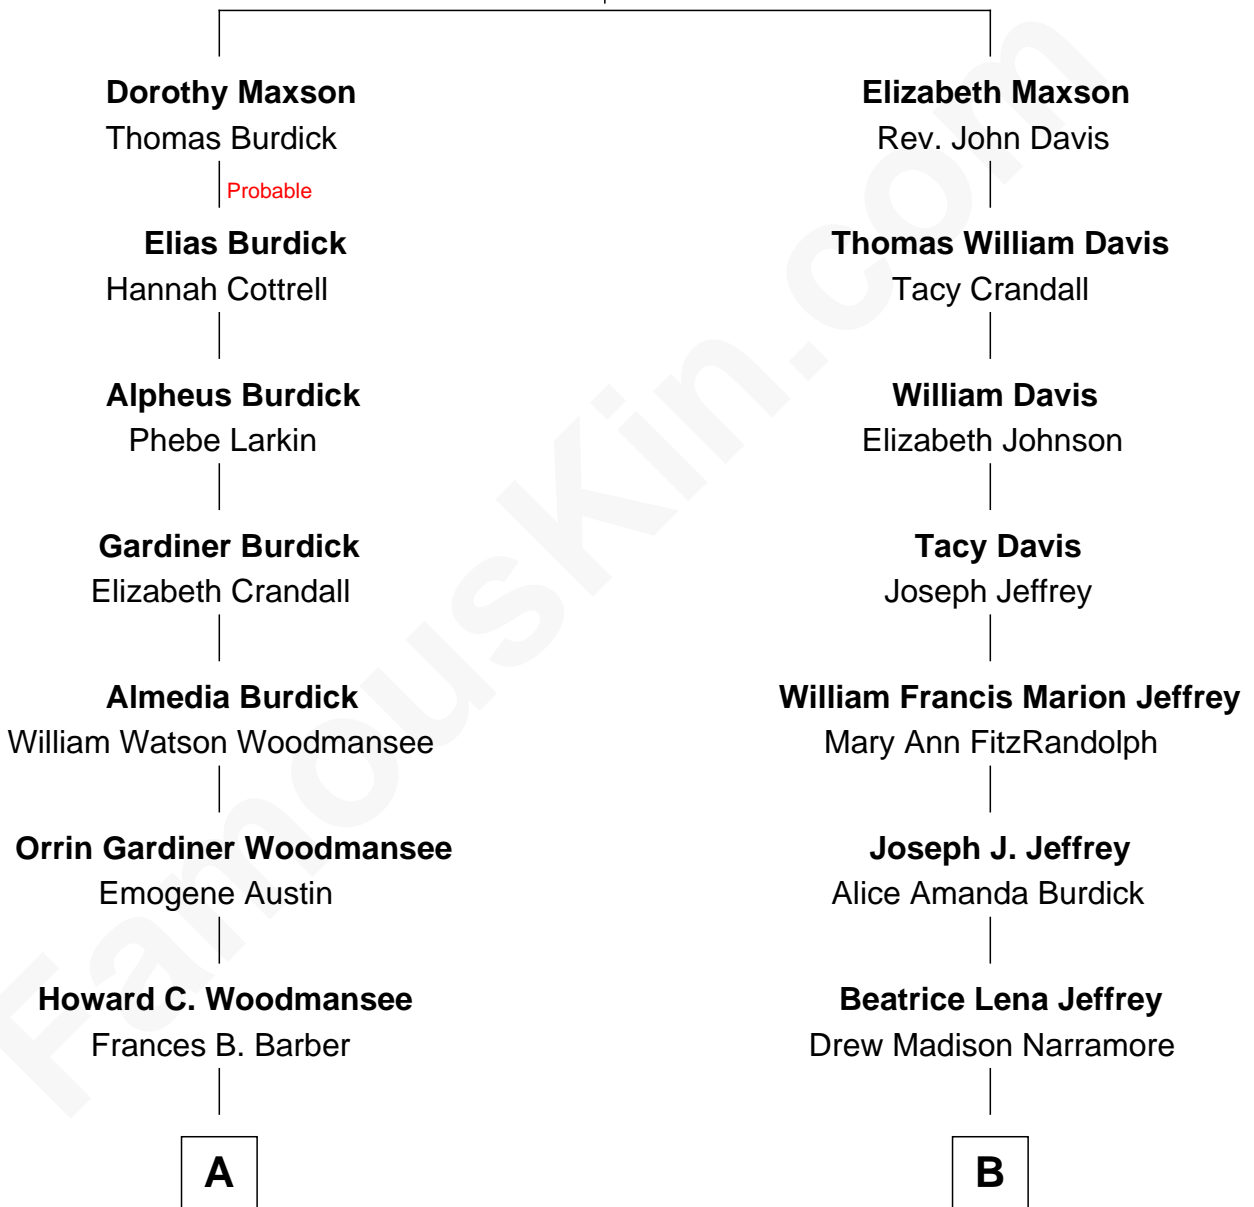 Dorothy Maxson
Thomas Burdick
Probable
Elias Burdick
Hannah Cottrell
Alpheus Burdick
Phebe Larkin
Gardiner Burdick
Elizabeth Crandall
Almedia Burdick
William Watson Woodmansee
Orrin Gardiner Woodmansee
Emogene Austin
Howard C. Woodmansee
Frances B. Barber
A
Elizabeth Maxson
Rev. John Davis
Thomas William Davis
Tacy Crandall
William Davis
Elizabeth Johnson
Tacy Davis
Joseph Jeffrey
William Francis Marion Jeffrey
Mary Ann FitzRandolph
Joseph J. Jeffrey
Alice Amanda Burdick
Beatrice Lena Jeffrey
Drew Madison Narramore
B
FamousKin.com